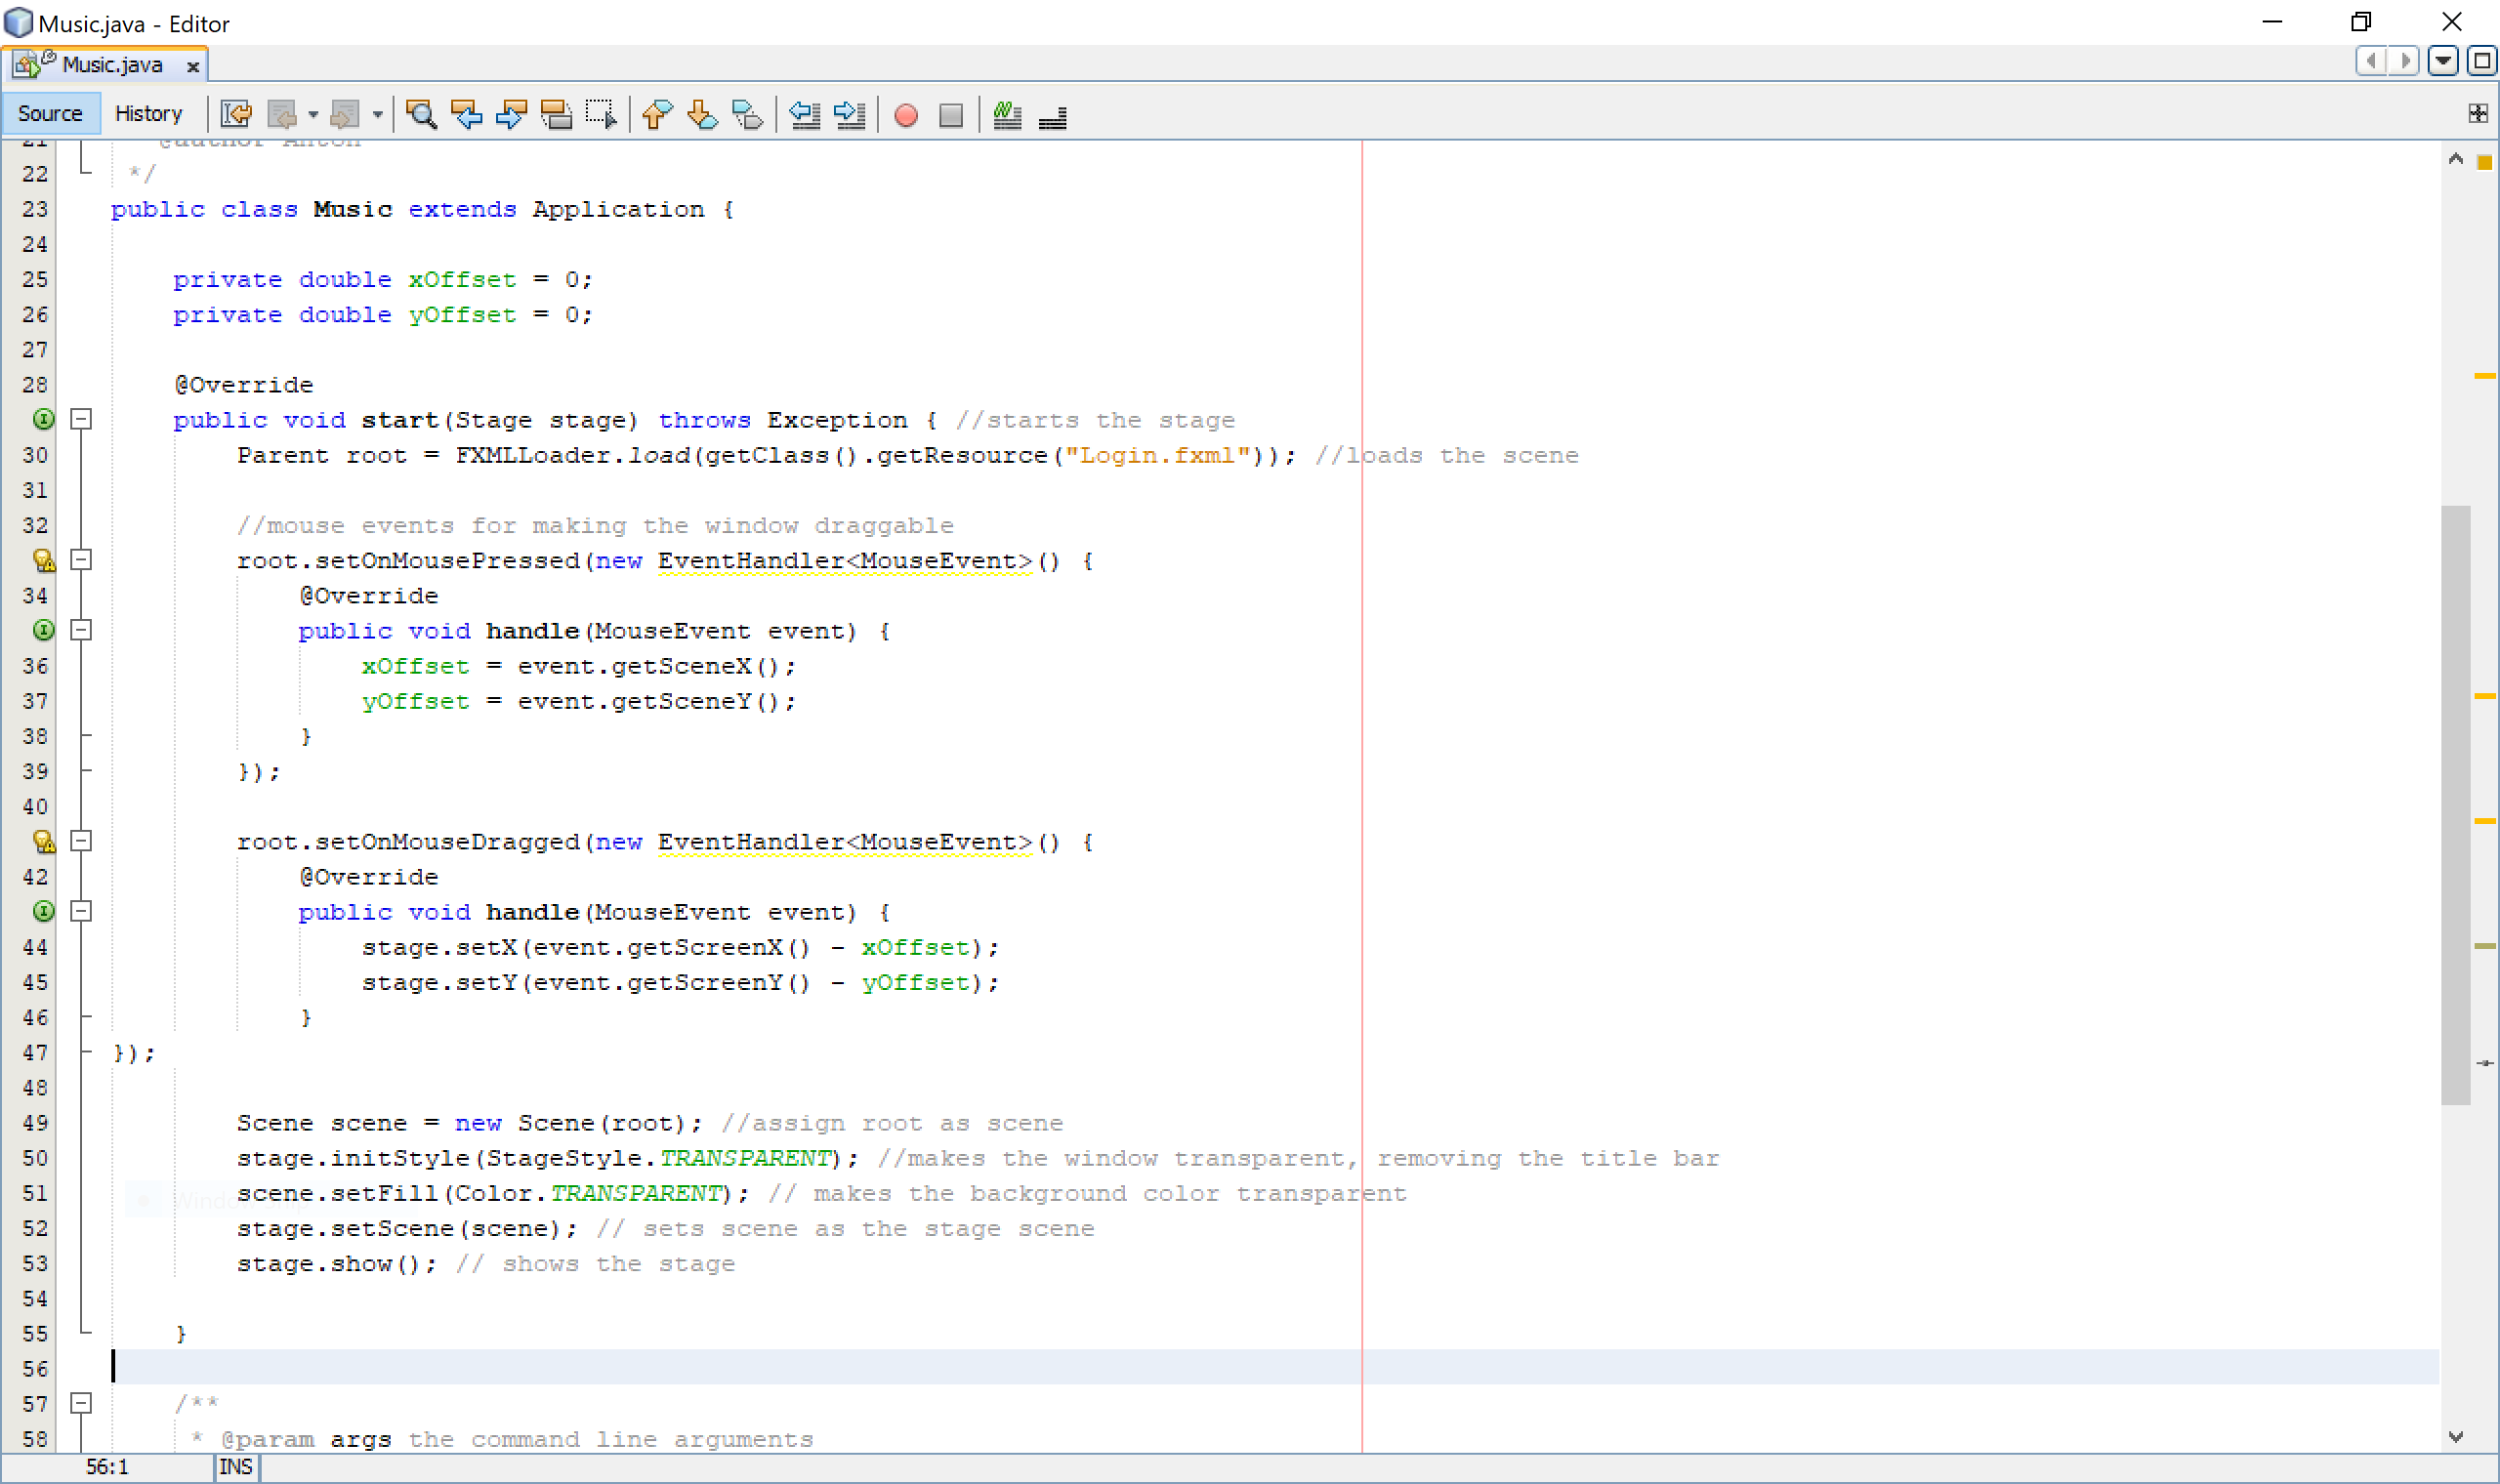 Music.java - Editor
Music.java
Source History
21 @author Anton
22 */
23 public class Music extends Application {
24
25 private double xOffset = 0;
26 private double yOffset = 0;
27
28 @Override
public void start(Stage stage) throws Exception { //starts the stage
30 Parent root = FXMLLoader.load(getClass().getResource("Login.fxml")); //loads the scene
31
32 //mouse events for making the window draggable
root.setOnMousePressed(new EventHandler<MouseEvent>() {
34 @Override
public void handle(MouseEvent event) {
36 xOffset = event.getSceneX();
37 yOffset = event.getSceneY();
38 }
39 });
40
root.setOnMouseDragged(new EventHandler<MouseEvent>() {
42 @Override
public void handle(MouseEvent event) {
44 stage.setX(event.getScreenX() - xOffset);
45 stage.setY(event.getScreenY() - yOffset);
46 }
47 });
48
49 Scene scene = new Scene(root); //assign root as scene
50 stage.initStyle(StageStyle.TRANSPARENT); //makes the window transparent, removing the title bar
51 scene.setFill(Color.TRANSPARENT); // makes the background color transparent
52 stage.setScene(scene); // sets scene as the stage scene
53 stage.show(); // shows the stage
54
55 }
56
57 /**
58 * @param args the command line arguments
56:1 INS